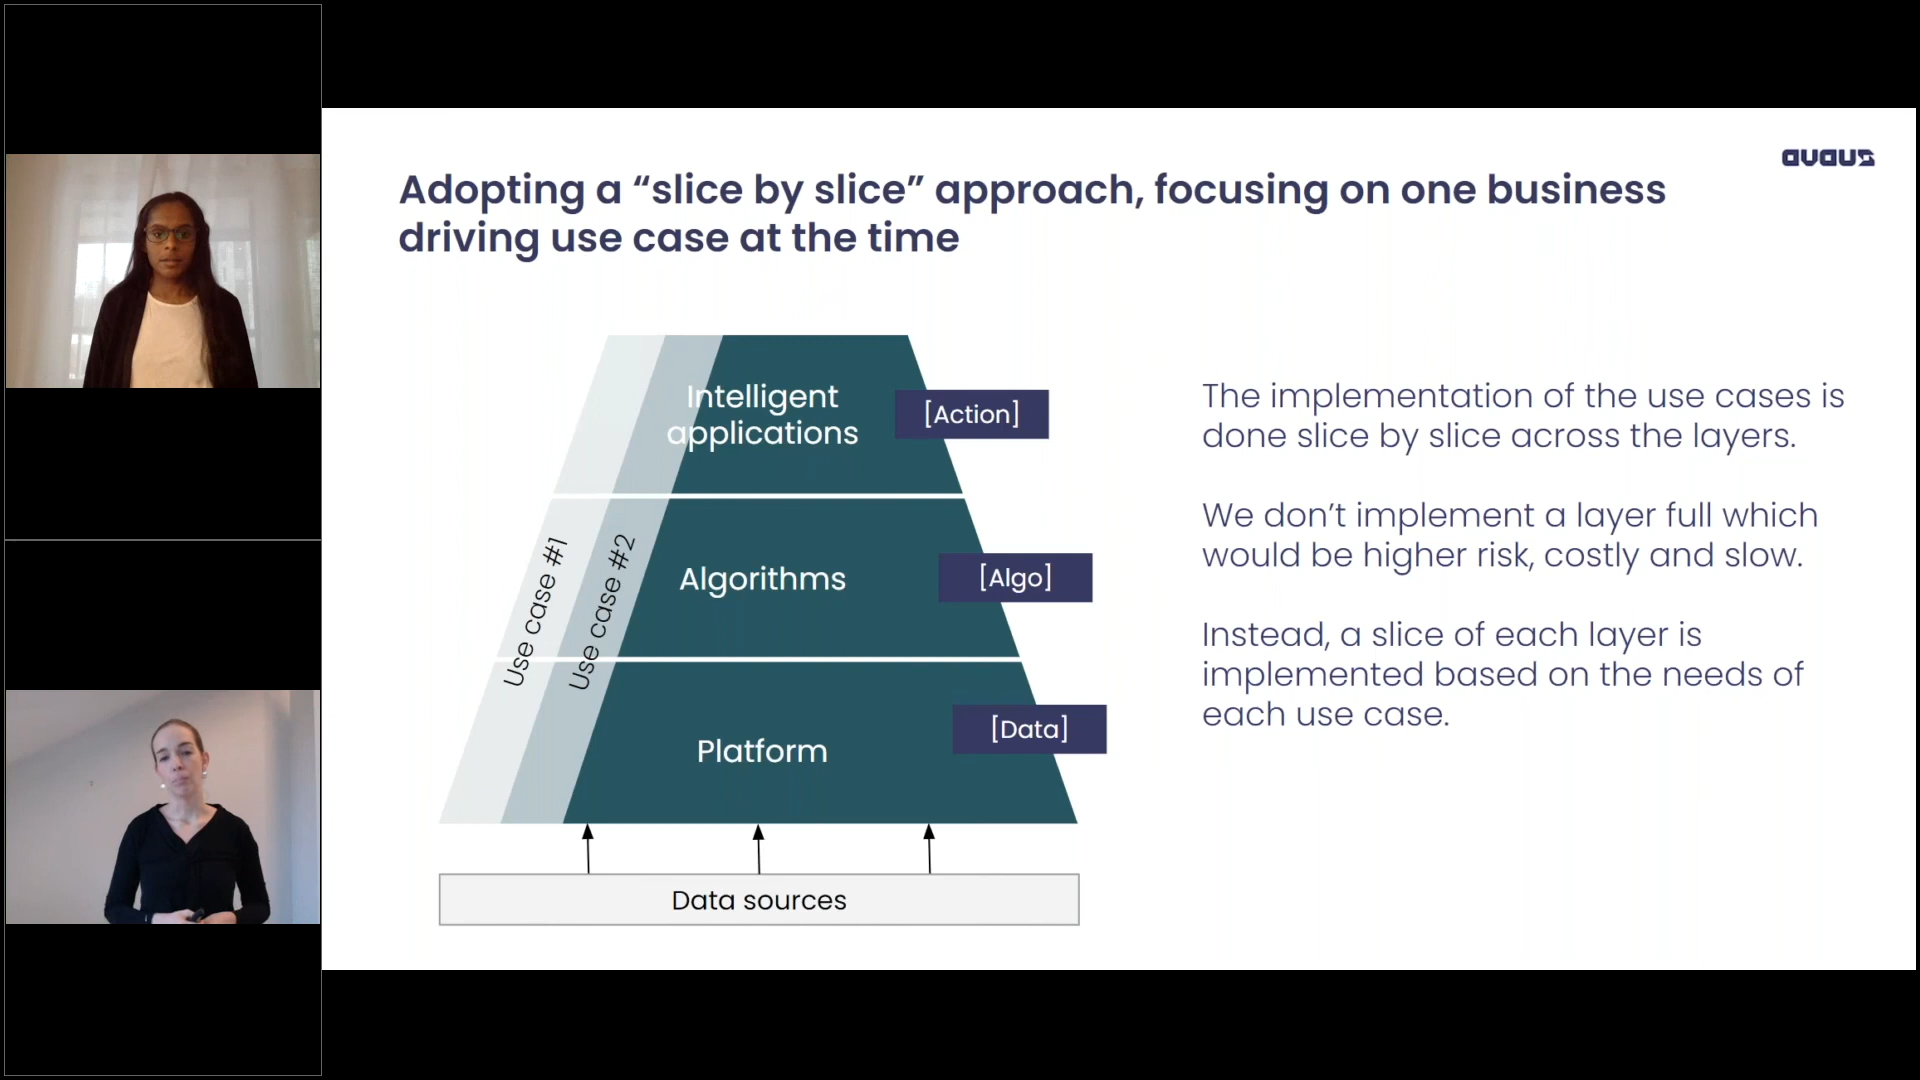 avaus
Adopting a “slice by slice” approach, focusing on one business
driving use case at the time
Intelligent
applications
[Action]
Use case #1
Use case #2
Algorithms
[Algo]
Platform
[Data]
Data sources
The implementation of the use cases is
done slice by slice across the layers.
We don’t implement a layer full which
would be higher risk, costly and slow.
Instead, a slice of each layer is
implemented based on the needs of
each use case.